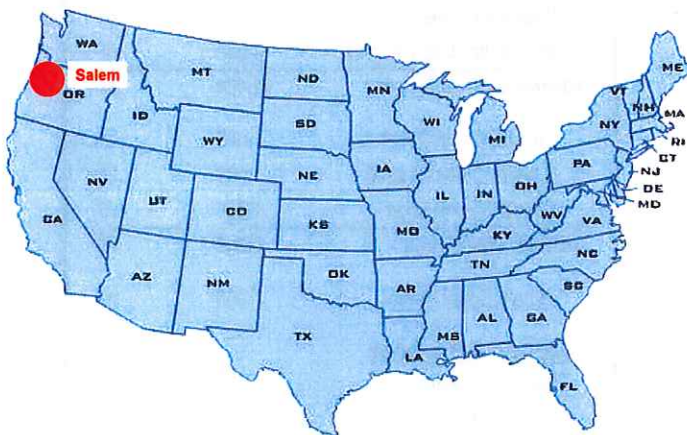 WA
ME
Salem
MT
ND
VT
OR
MN
NH
ID
WI
NY
MA
SD
WY
MI
RI
CT
IA
PA
NJ
NE
NV
OH
DE
UT
IL
IN
MD
CO
WV
CA
KS
MO
VA
KY
NC
TN
OK
AZ
NM
AR
SC
MS
AL
GA
TX
LA
FL